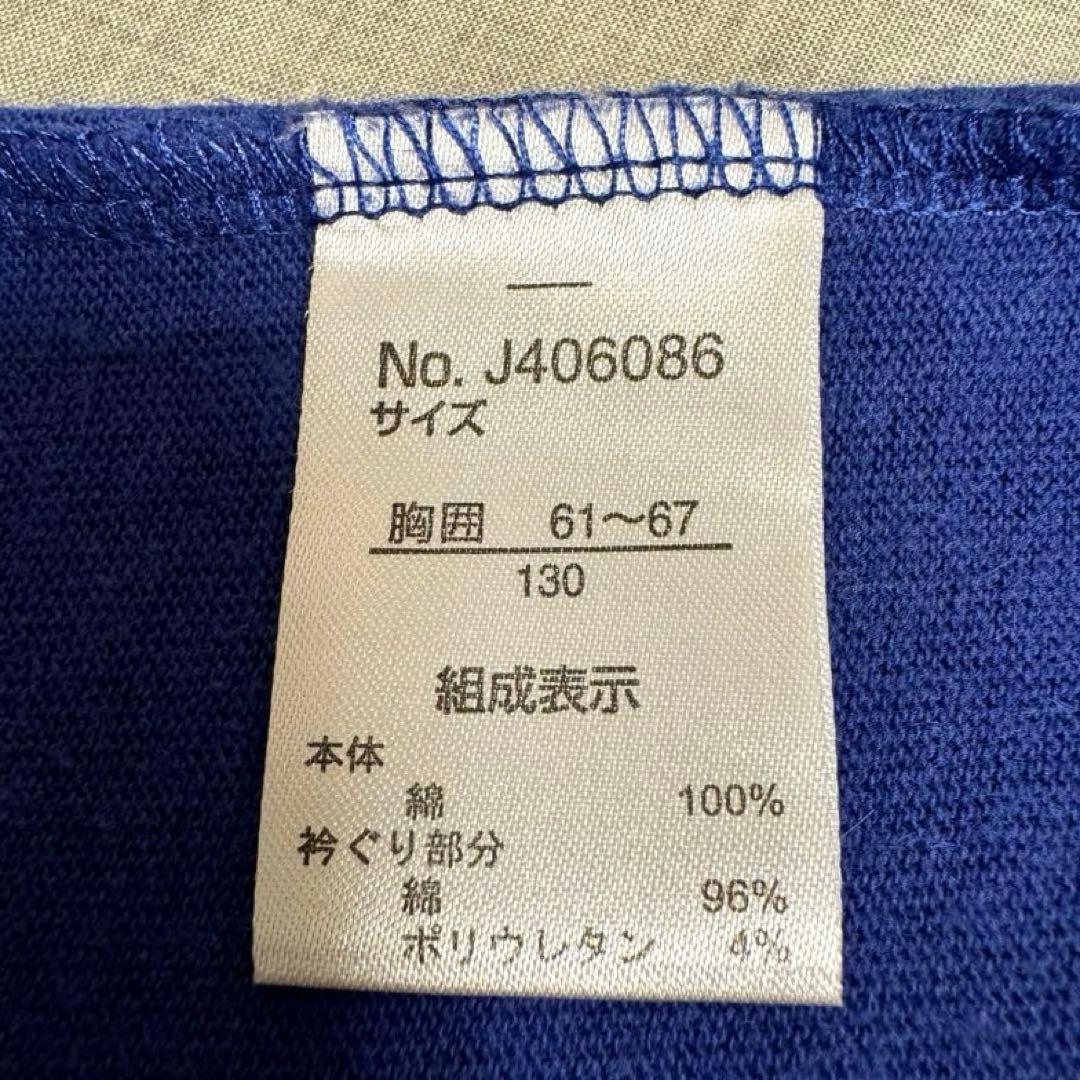 No. J406086
サイズ
胸囲 61〜67
130
組成表示
本体
綿 100%
衿ぐり部分
綿 96%
ポリウレタン 4%